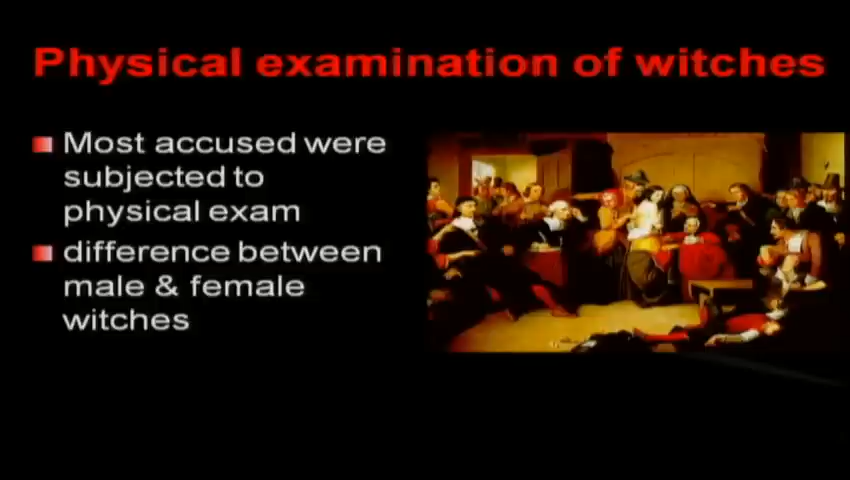 Physical examination of witches
Most accused were
subjected to
physical exam
difference between
male & female
witches